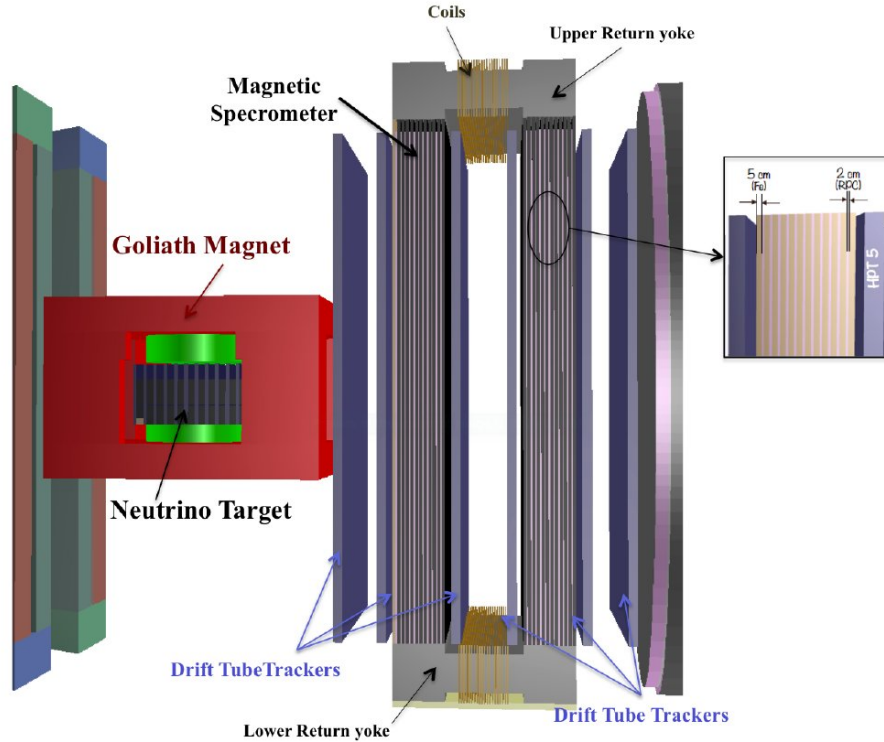 Coils
Upper Return yoke
Magnetic
Specrometer
5 cm
(Fe)
2 cm
(RPC)
HPT 5
Goliath Magnet
Neutrino Target
Drift TubeTrackers
Drift Tube Trackers
Lower Return yoke